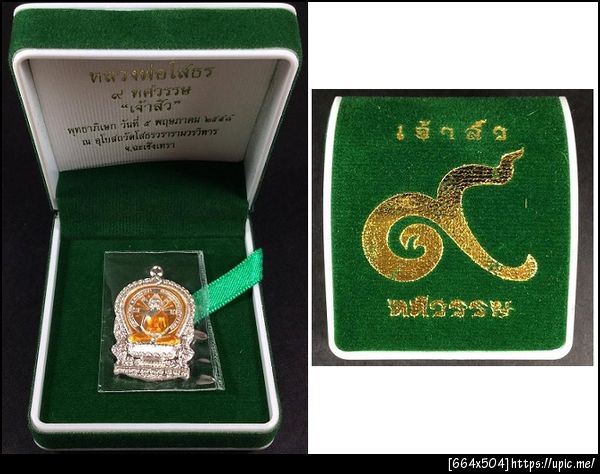 หลวงพ่อโสธร
๙ ทศวรรษ
"เจ้าสัว"
พุทธาภิเษก วันที่ ๕ พฤษภาคม ๒๕๕๘
ณ อุโบสถวัดโสธรวรารามวรวิหาร
จ.ฉะเชิงเทรา
เจ้าสัว
๙
ทศวรรษ
[664x504]https://upic.me/